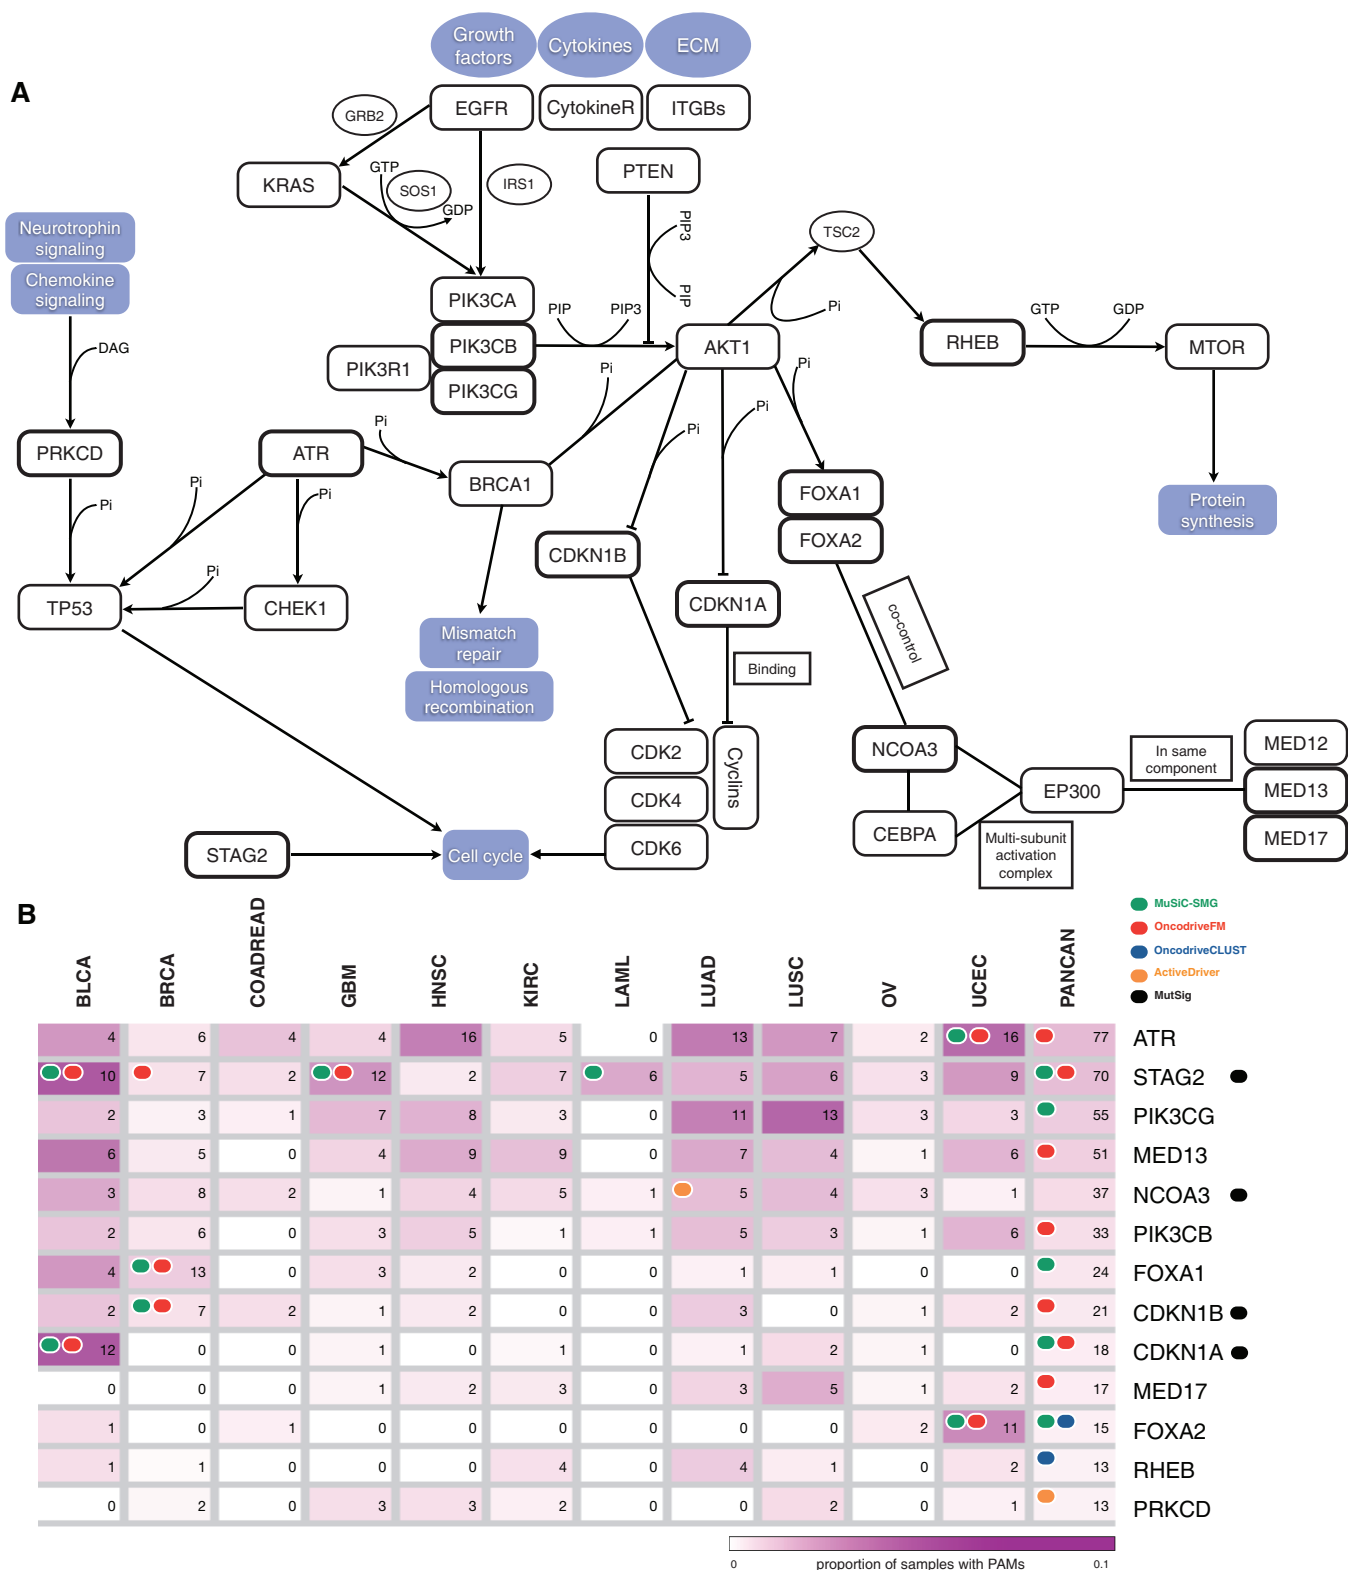 A
Growth
factors
Cytokines
ECM
EGFR
CytokineR
ITGBs
GRB2
KRAS
GTP
SOS1
GDP
IRS1
PTEN
PIP3
PIP
TSC2
Neurotrophin
signaling
Chemokine
signaling
DAG
PIK3CA
PIK3CB
PIK3CG
PIK3R1
PIP
PIP3
AKT1
Pi
RHEB
GTP
GDP
MTOR
Protein
synthesis
PRKCD
Pi
ATR
Pi
Pi
Pi
BRCA1
Pi
Pi
Pi
Pi
FOXA1
FOXA2
TP53
Pi
CHEK1
CDKN1B
CDKN1A
Mismatch
repair
Homologous
recombination
Binding
co-control
CDK2
CDK4
CDK6
Cyclins
NCOA3
CEBPA
EP300
In same
component
MED12
MED13
MED17
Multi-subunit
activation
complex
STAG2
Cell cycle
B
MuSiC-SMG
OncodriveFM
OncodriveCLUST
ActiveDriver
MutSig
BLCA BRCA COADREAD GBM HNSC KIRC LAML LUAD LUSC OV UCEC PANCAN
4 6 4 4 16 5 0 13 7 2 16 77 ATR
10 7 2 12 2 7 6 5 6 3 9 70 STAG2
2 3 1 7 8 3 0 11 13 3 3 55 PIK3CG
6 5 0 4 9 9 0 7 4 1 6 51 MED13
3 8 2 1 4 5 1 5 4 3 1 37 NCOA3
2 6 0 3 5 1 1 5 3 1 6 33 PIK3CB
4 13 0 3 2 0 0 1 1 0 0 24 FOXA1
2 7 2 1 2 0 0 3 0 1 2 21 CDKN1B
12 0 0 1 0 1 0 1 2 1 0 18 CDKN1A
0 0 0 1 2 3 0 3 5 1 2 17 MED17
1 0 1 0 0 0 0 0 0 2 11 15 FOXA2
1 1 0 0 0 4 0 4 1 0 2 13 RHEB
0 2 0 3 3 2 0 0 2 0 1 13 PRKCD
0 proportion of samples with PAMs 0.1